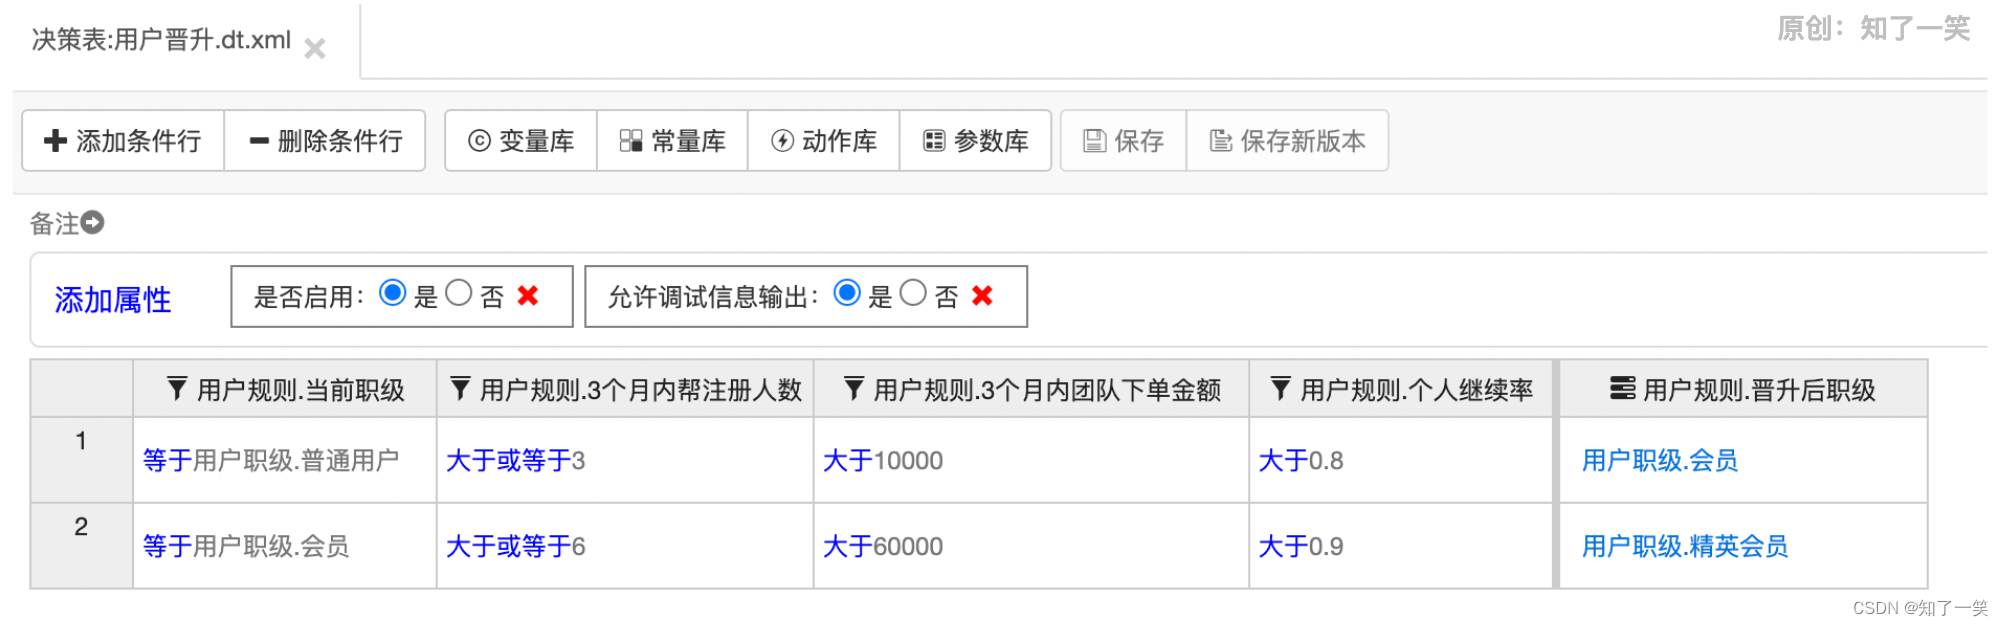 决策表:用户晋升.dt.xml
原创：知了一笑
添加条件行 删除条件行 变量库 常量库 动作库 参数库 保存 保存新版本
备注
添加属性 是否启用： 是 否 允许调试信息输出： 是 否
用户规则.当前职级 用户规则.3个月内帮注册人数 用户规则.3个月内团队下单金额 用户规则.个人继续率 用户规则.晋升后职级
1 等于用户职级.普通用户 大于或等于3 大于10000 大于0.8 用户职级.会员
2 等于用户职级.会员 大于或等于6 大于60000 大于0.9 用户职级.精英会员
CSDN @知了一笑